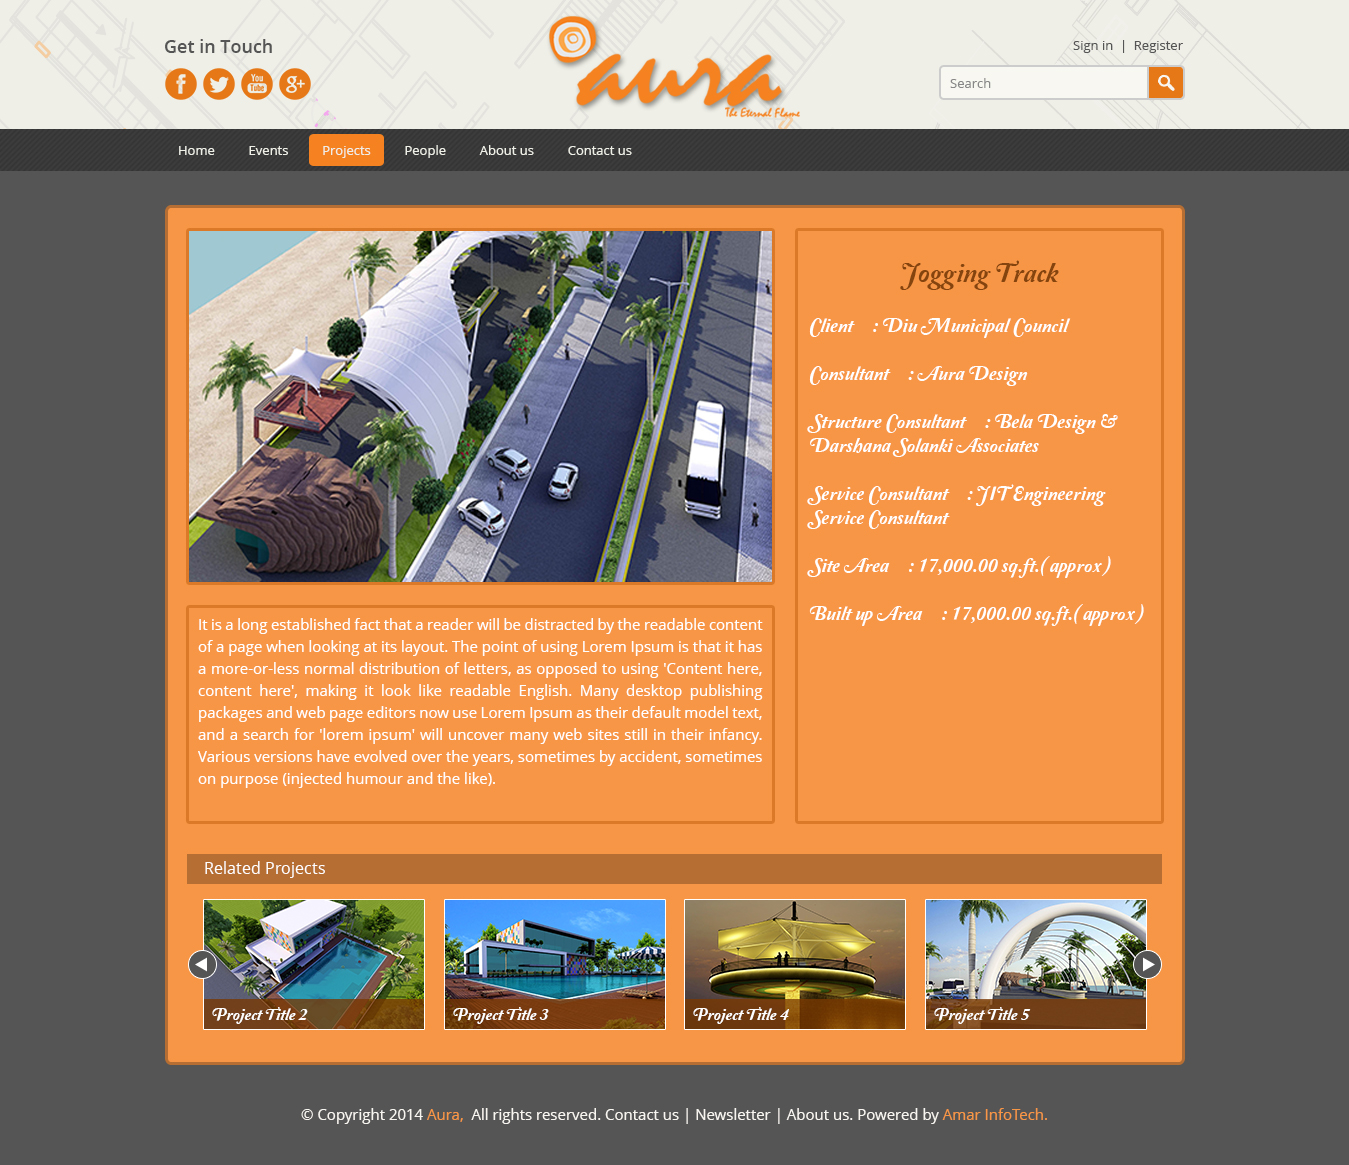 Get in Touch
f
You
Tube
g+
aura
The Eternal Flame
Sign in | Register
Search
Home
Events
Projects
People
About us
Contact us
Jogging Track
Client : Diu Municipal Council
Consultant : Aura Design
Structure Consultant : Bela Design &
Darshana Solanki Associates
Service Consultant : JIT Engineering
Service Consultant
Site Area : 17,000.00 sq.ft.( approx )
Built up Area : 17,000.00 sq.ft.( approx )
It is a long established fact that a reader will be distracted by the readable content
of a page when looking at its layout. The point of using Lorem Ipsum is that it has
a more-or-less normal distribution of letters, as opposed to using 'Content here,
content here', making it look like readable English. Many desktop publishing
packages and web page editors now use Lorem Ipsum as their default model text,
and a search for 'lorem ipsum' will uncover many web sites still in their infancy.
Various versions have evolved over the years, sometimes by accident, sometimes
on purpose (injected humour and the like).
Related Projects
Project Title 2
Project Title 3
Project Title 4
Project Title 5
© Copyright 2014 Aura, All rights reserved. Contact us | Newsletter | About us. Powered by Amar InfoTech.